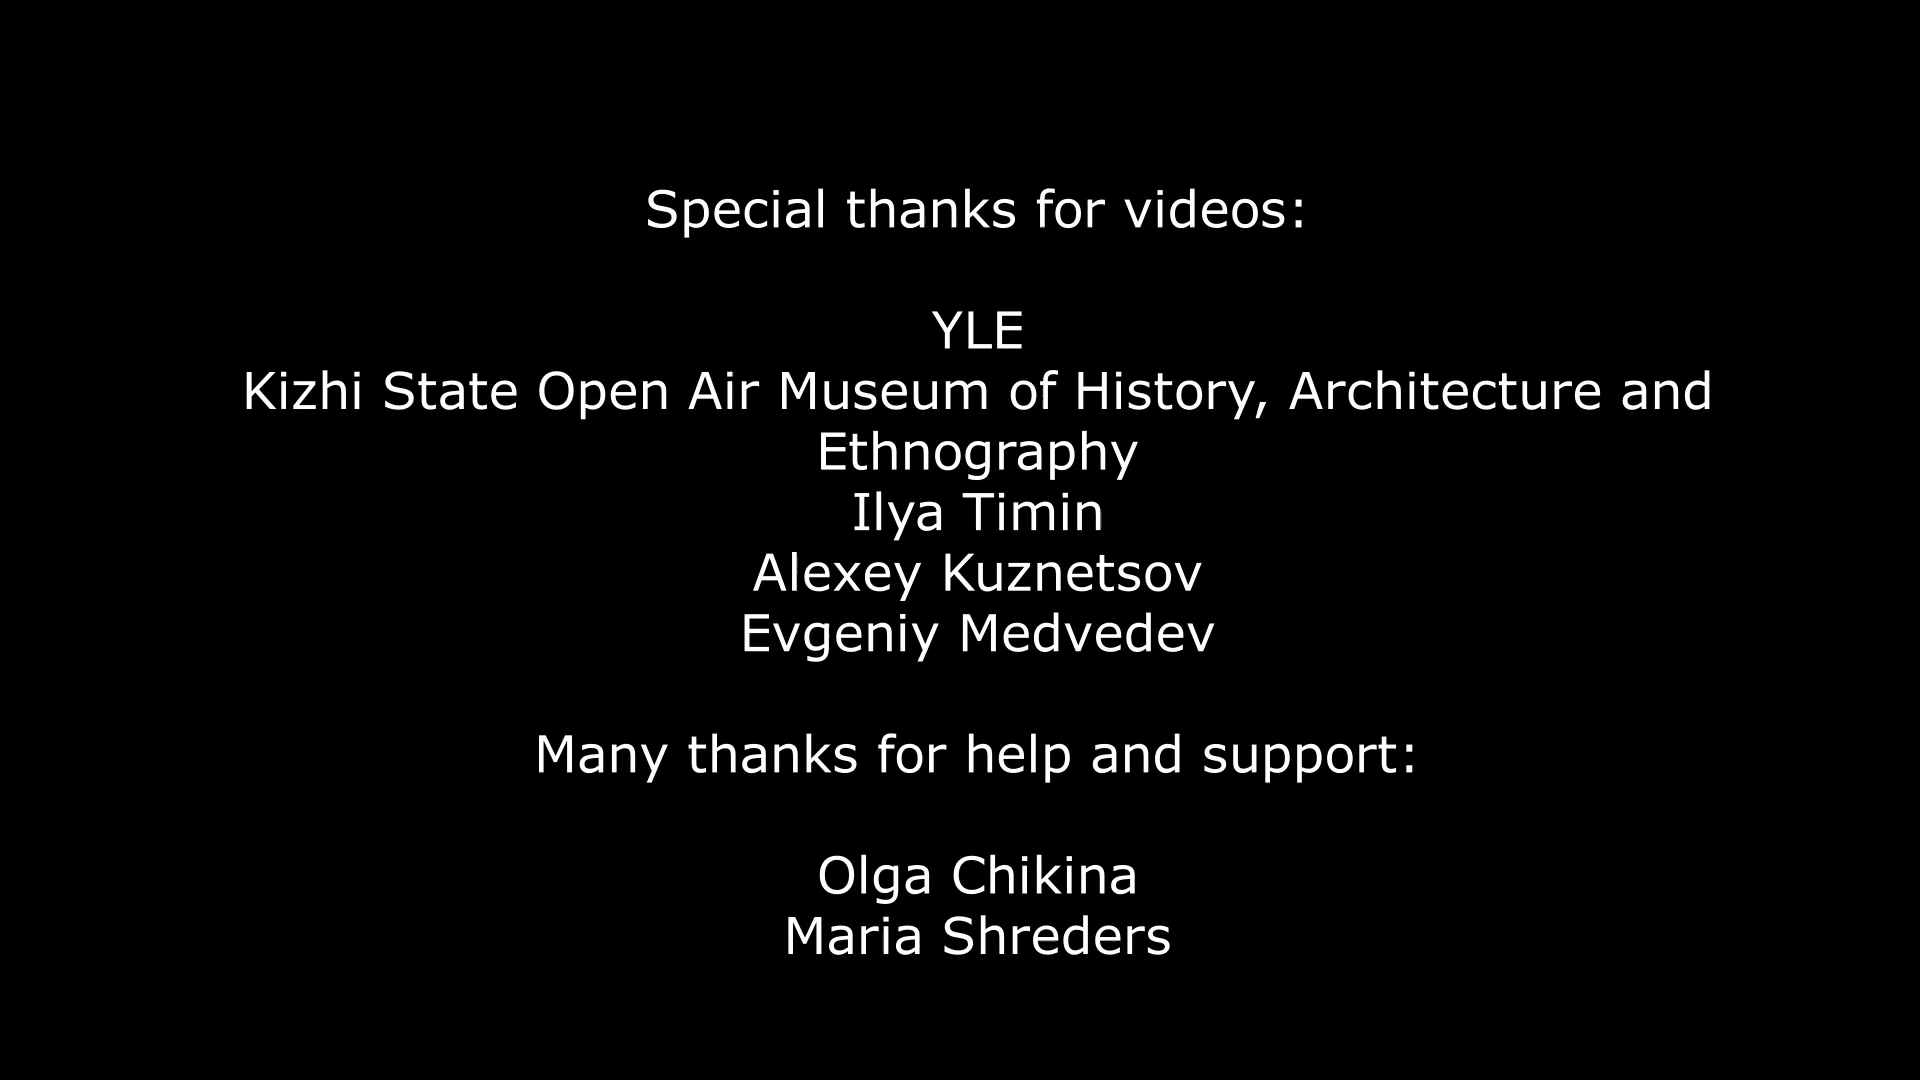 Special thanks for videos:
YLE
Kizhi State Open Air Museum of History, Architecture and
Ethnography
Ilya Timin
Alexey Kuznetsov
Evgeniy Medvedev
Many thanks for help and support:
Olga Chikina
Maria Shreders